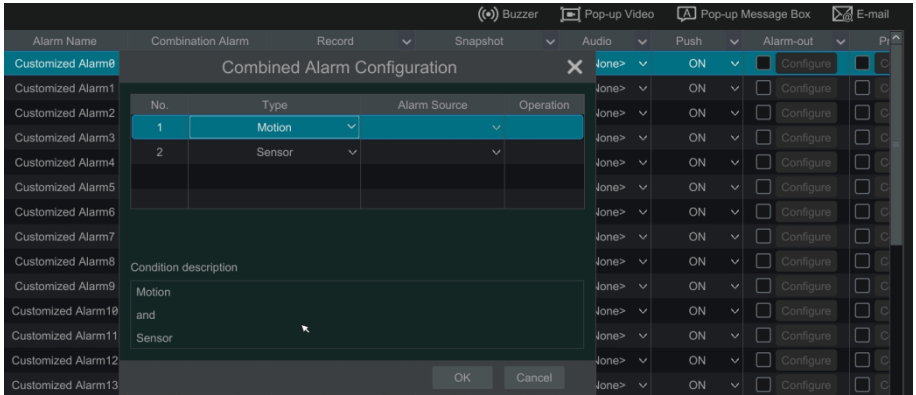 Buzzer Pop-up Video Pop-up Message Box E-mail
Alarm Name Combination Alarm Record Snapshot Audio Push Alarm-out
Customized Alarm0 ON Configure
Combined Alarm Configuration
Customized Alarm1 ON Configure
No. Type Alarm Source Operation
Customized Alarm2 ON Configure
1 Motion
Customized Alarm3 ON Configure
2 Sensor
Customized Alarm4 ON Configure
Customized Alarm5 ON Configure
Customized Alarm6 ON Configure
Customized Alarm7 ON Configure
Customized Alarm8 ON Configure
Condition description
Customized Alarm9 ON Configure
Motion
Customized Alarm10 ON Configure
and
Customized Alarm11 ON Configure
Sensor
Customized Alarm12 ON Configure
OK Cancel
Customized Alarm13 ON Configure